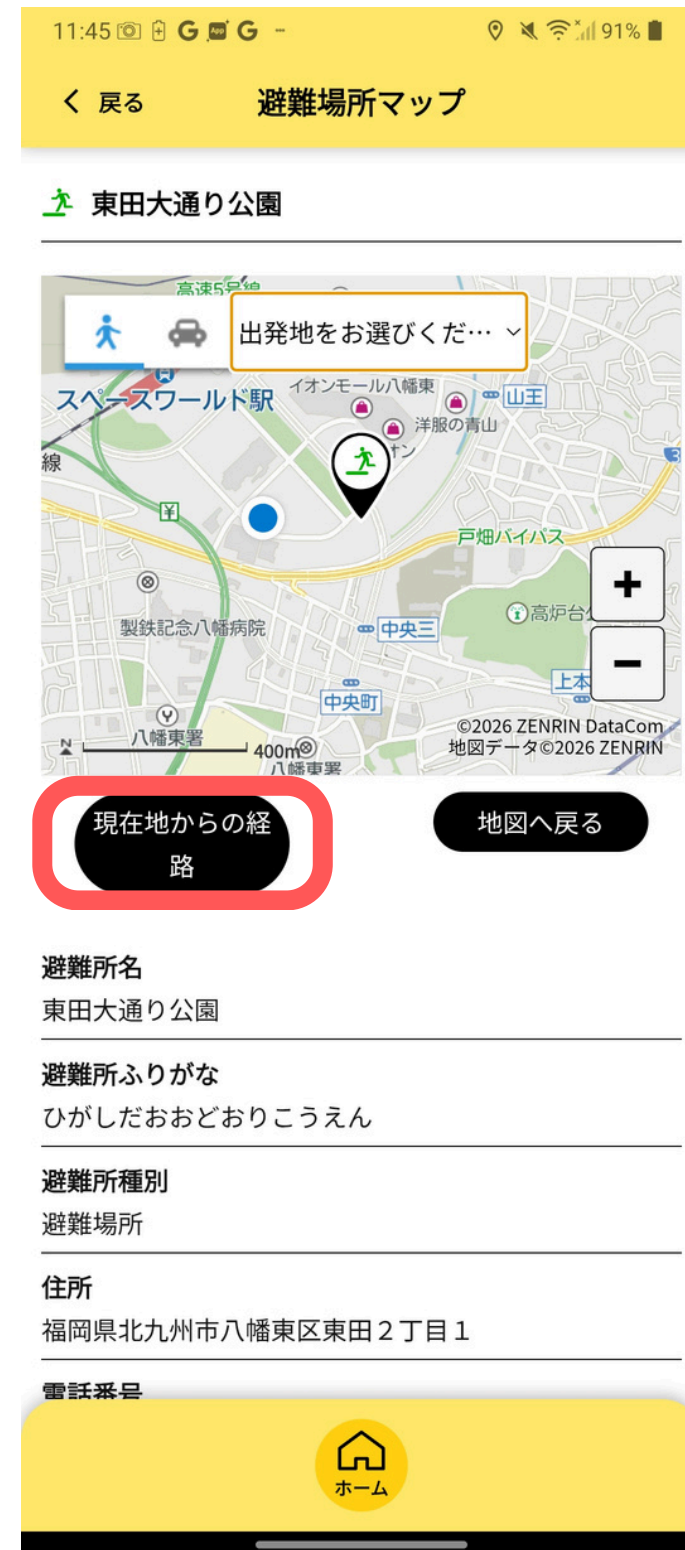 11:45 G G
91%
戻る
避難場所マップ
東田大通り公園
高速5号線
出発地をお選びくだ…
スペースワールド駅
イオンモール八幡東
山王
洋服の青山
オン
線
3
戸畑バイパス
+
高炉台
製鉄記念八幡病院
中央三
−
上本
中央町
八幡東署
©2026 ZENRIN DataCom
400m
地図データ©2026 ZENRIN
八幡東署
現在地からの経
路
地図へ戻る
避難所名
東田大通り公園
避難所ふりがな
ひがしだおおどおりこうえん
避難所種別
避難場所
住所
福岡県北九州市八幡東区東田２丁目１
電話番号
ホーム